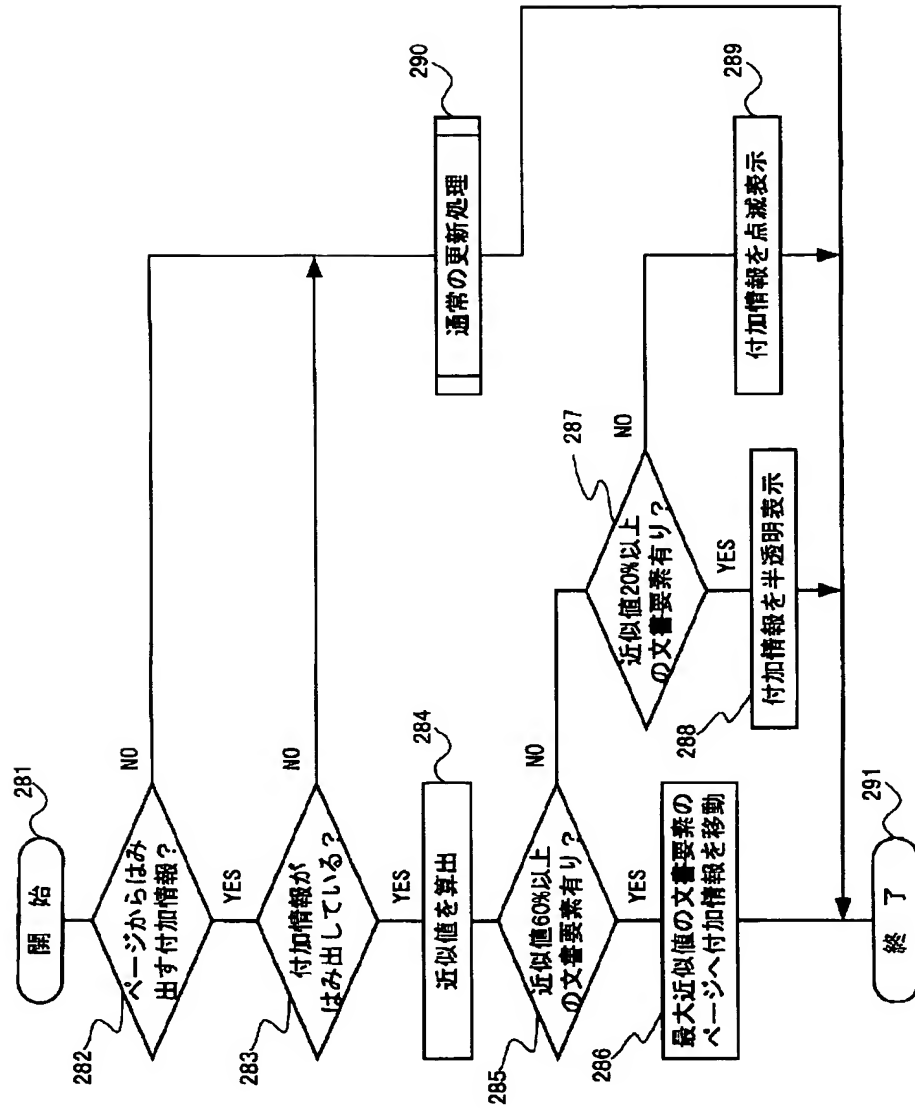 開 始
281
ページからはみ
出す付加情報？
282
NO
YES
付加情報が
はみ出している？
283
NO
YES
近似値を算出
284
近似値60%以上
の文書要素有り？
285
NO
YES
最大近似値の文書要素の
ページへ付加情報を移動
286
近似値20%以上
の文書要素有り？
287
NO
YES
付加情報を半透明表示
288
付加情報を点滅表示
289
通常の更新処理
290
終 了
291